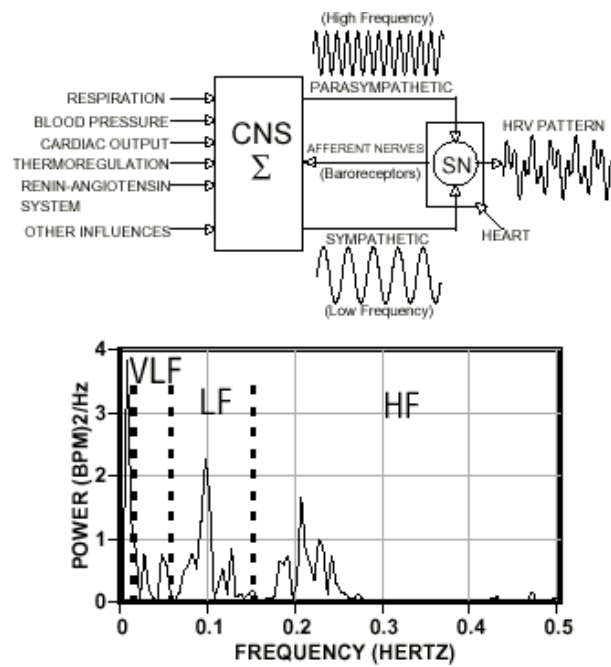 (High Frequency)
PARASYMPATHETIC
RESPIRATION
BLOOD PRESSURE
CARDIAC OUTPUT
THERMOREGULATION
RENIN-ANGIOTENSIN
SYSTEM
OTHER INFLUENCES
CNS
Σ
AFFERENT NERVES
(Baroreceptors)
SN
HRV PATTERN
HEART
SYMPATHETIC
(Low Frequency)
POWER (BPM)2/Hz
4
3
2
1
0
VLF
LF
HF
0 0.1 0.2 0.3 0.4 0.5
FREQUENCY (HERTZ)